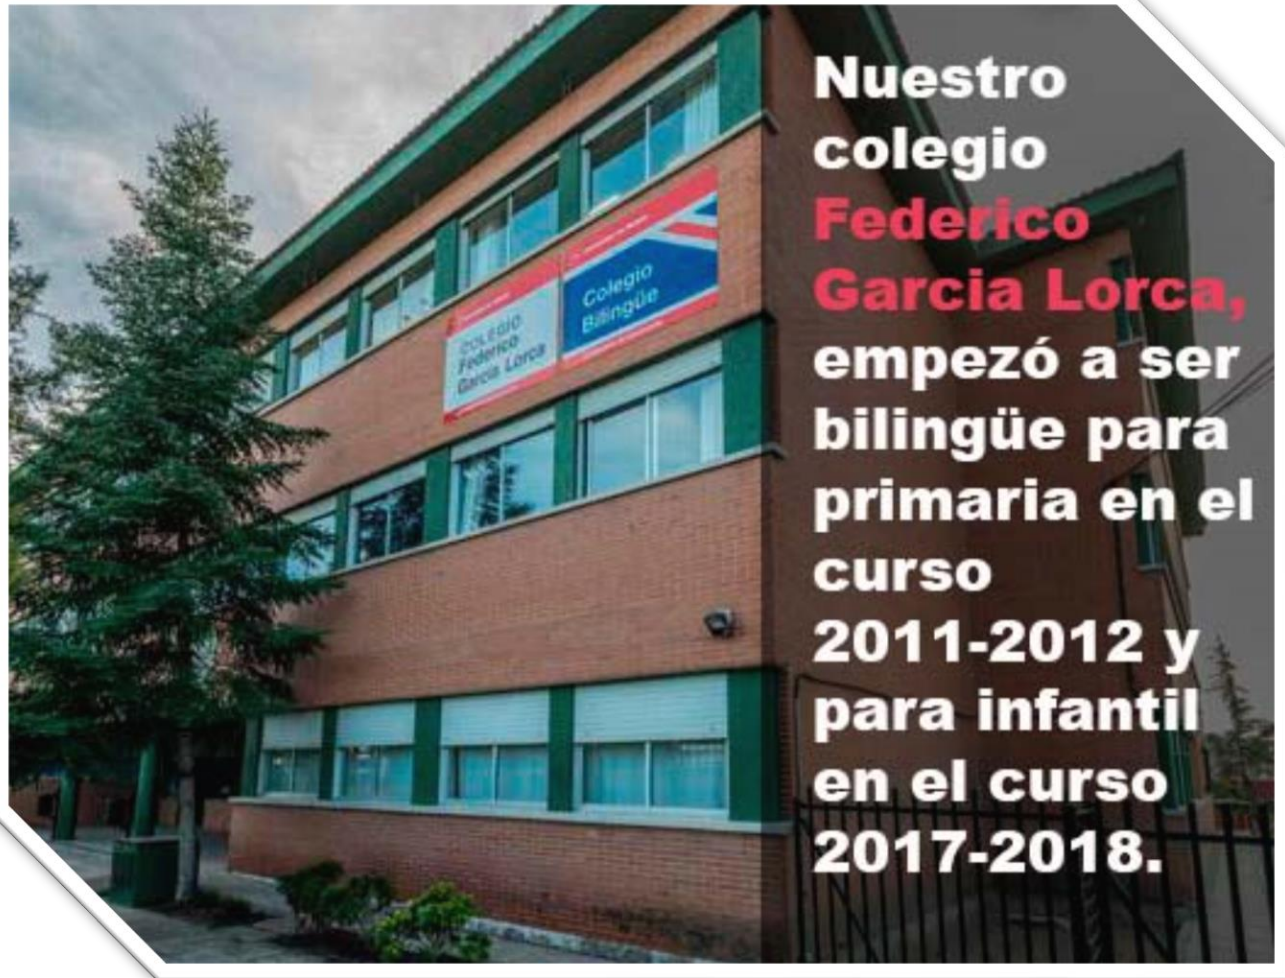 Nuestro
colegio
Federico
Garcia Lorca,
empezó a ser
bilingüe para
primaria en el
curso
2011-2012 y
para infantil
en el curso
2017-2018.
COLEGIO
Federico
García Lorca
Colegio
Bilingüe